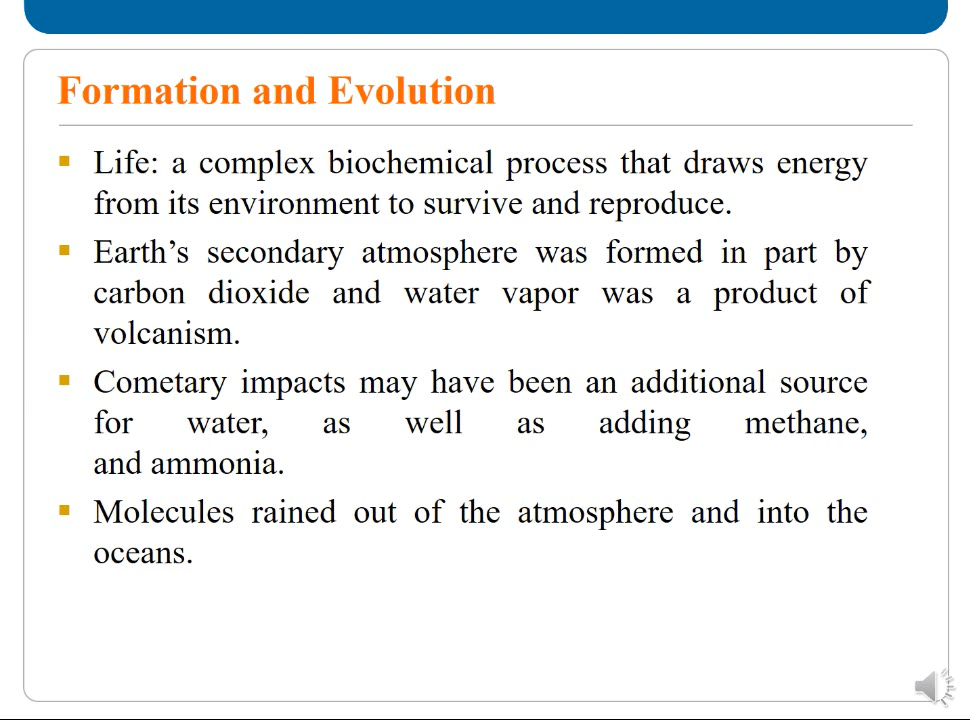 Formation and Evolution
Life: a complex biochemical process that draws energy
from its environment to survive and reproduce.
Earth's secondary atmosphere was formed in part by
carbon dioxide and water vapor was a product of
volcanism.
Cometary impacts may have been an additional source
for water, as well as adding methane,
and ammonia.
Molecules rained out of the atmosphere and into the
oceans.